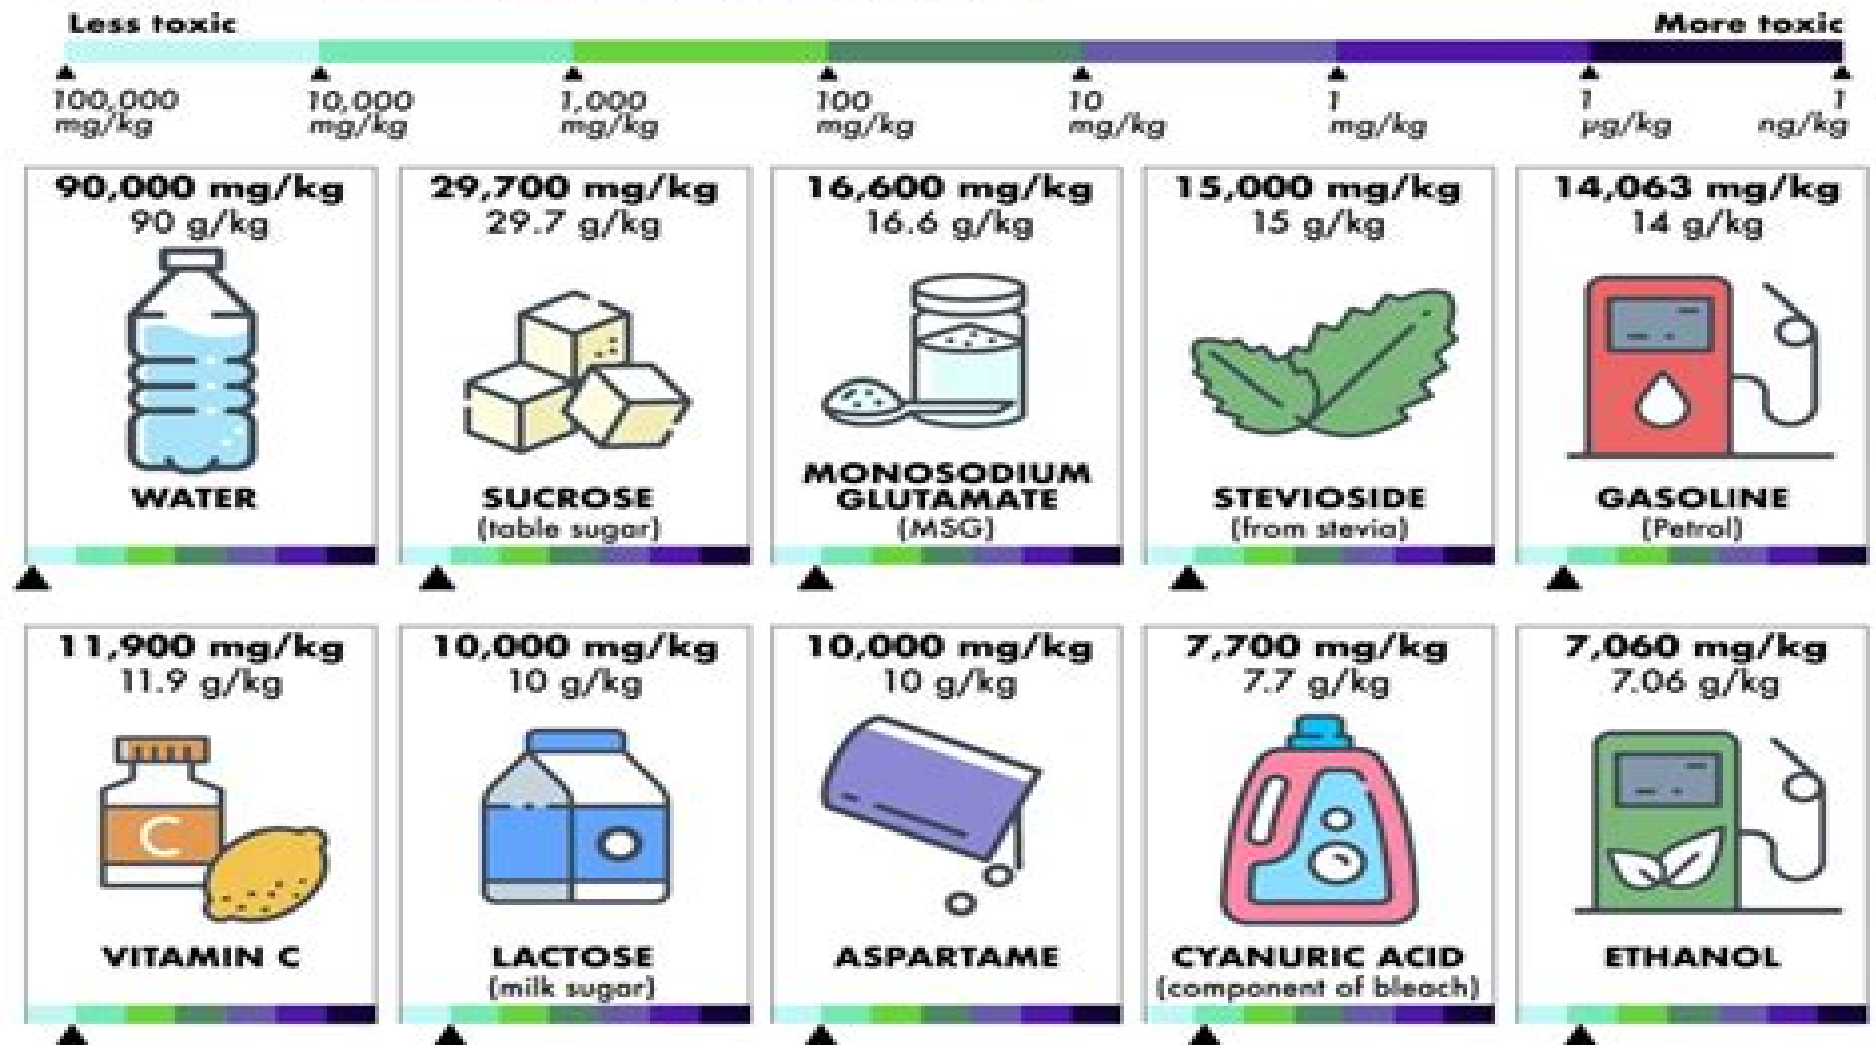 Less toxic
More toxic
100,000 mg/kg
10,000 mg/kg
1,000 mg/kg
100 mg/kg
10 mg/kg
1 mg/kg
1 µg/kg
1 ng/kg
90,000 mg/kg
90 g/kg
WATER
29,700 mg/kg
29.7 g/kg
SUCROSE
(table sugar)
16,600 mg/kg
16.6 g/kg
MONOSODIUM
GLUTAMATE
(MSG)
15,000 mg/kg
15 g/kg
STEVIOSIDE
(from stevia)
14,063 mg/kg
14 g/kg
GASOLINE
(Petrol)
11,900 mg/kg
11.9 g/kg
C
VITAMIN C
10,000 mg/kg
10 g/kg
LACTOSE
(milk sugar)
10,000 mg/kg
10 g/kg
ASPARTAME
7,700 mg/kg
7.7 g/kg
CYANURIC ACID
(component of bleach)
7,060 mg/kg
7.06 g/kg
ETHANOL